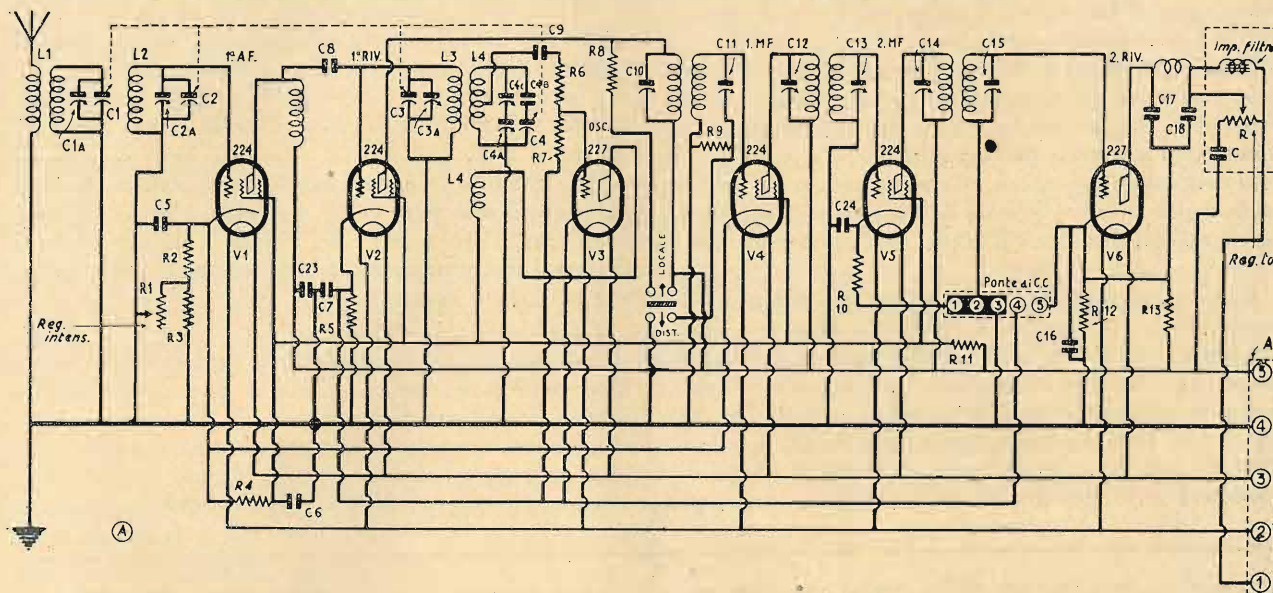 L1
L2
1ª A.F.
C8
1ª RIV.
L3
L4
C9
R8
C10
C11
1. MF
C12
C13
2. MF
C14
C15
2. RIV.
Imp. filtro
C1
C1A
C2
C2A
C3
C3A
C4c
C4B
C4
C4A
R6
R7
OSC.
R9
C17
C18
R
C
224
224
L4
227
224
224
227
C5
V1
V2
V3
V4
C24
V5
V6
R2
R1
R3
Reg.
intens.
C23
C7
R5
LOCALE
DIST.
R
10
Ponte di CC
1 2 3 4 5
R12
R13
C16
R11
A
5
4
3
2
1
R4
C6
A